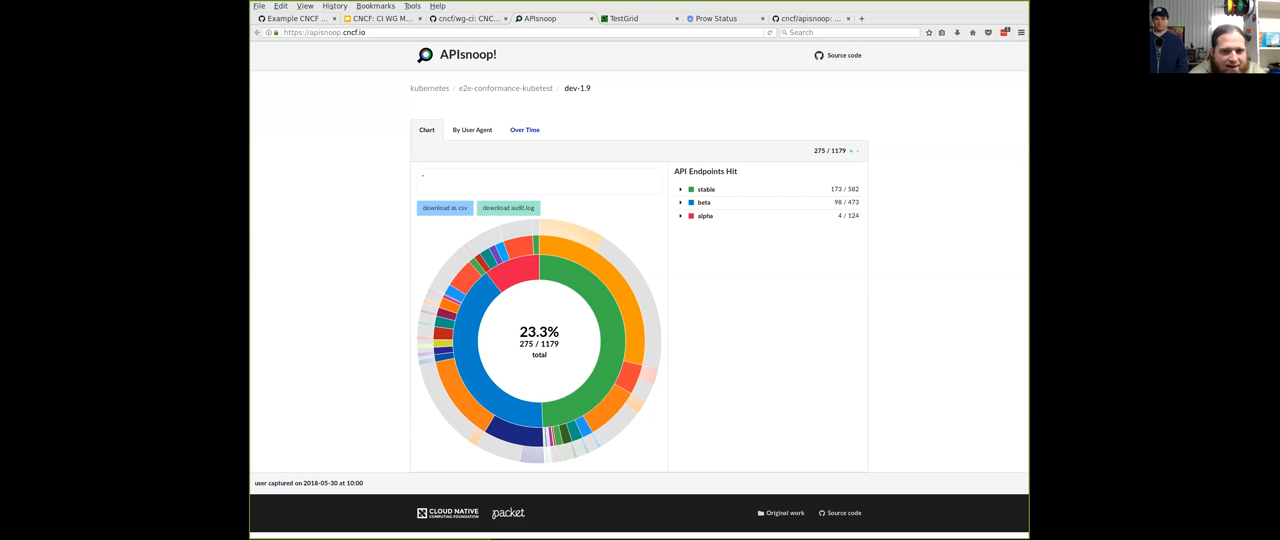 File Edit View History Bookmarks Tools Help
Example CNCF ...
CNCF: CI WG M...
cncf/wg-ci: CNC...
APIsnoop
TestGrid
Prow Status
cncf/apisnoop: ...
https://apisnoop.cncf.io
Search
APIsnoop!
Source code
kubernetes / e2e-conformance-kubetest / dev-1.9
Chart
By User Agent
Over Time
275 / 1179
-
API Endpoints Hit
stable 173 / 582
beta 98 / 473
alpha 4 / 124
download as csv
download audit.log
23.3%
275 / 1179
total
user captured on 2018-05-30 at 10:00
CLOUD NATIVE
COMPUTING FOUNDATION
packet
Original work
Source code